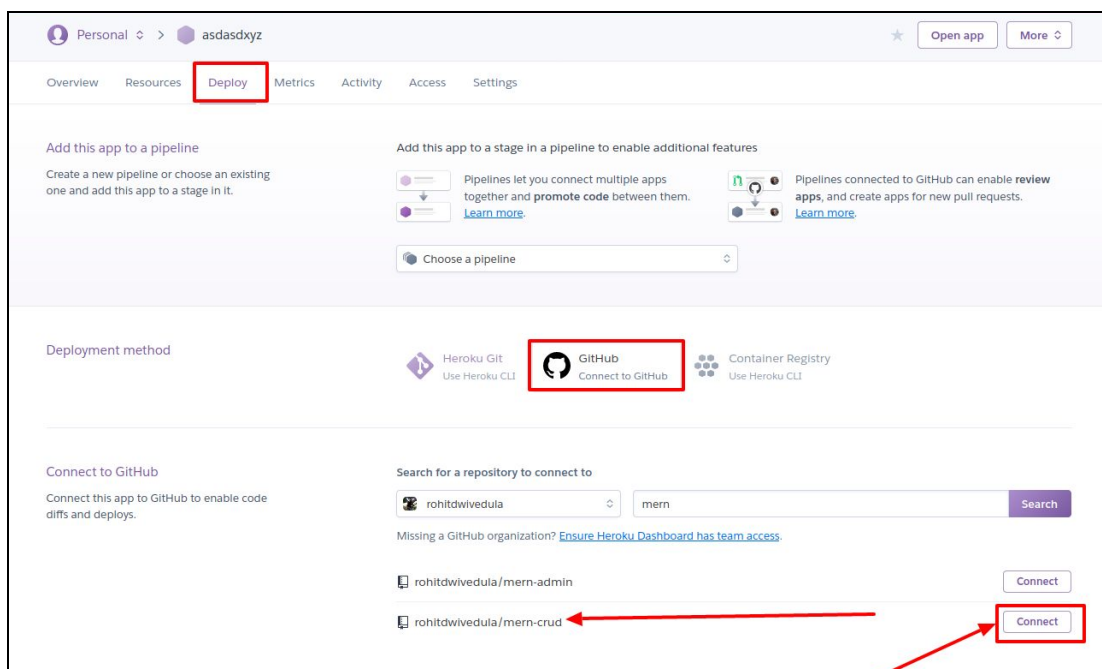 Personal > asdasdxyz
Open app
More
Overview Resources Deploy Metrics Activity Access Settings
Add this app to a pipeline
Create a new pipeline or choose an existing
one and add this app to a stage in it.
Add this app to a stage in a pipeline to enable additional features
Pipelines let you connect multiple apps
together and promote code between them.
Learn more.
Pipelines connected to GitHub can enable review
apps, and create apps for new pull requests.
Learn more.
Choose a pipeline
Deployment method
Heroku Git
Use Heroku CLI
GitHub
Connect to GitHub
Container Registry
Use Heroku CLI
Connect to GitHub
Connect this app to GitHub to enable code
diffs and deploys.
Search for a repository to connect to
rohitdwivedula
mern
Search
Missing a GitHub organization? Ensure Heroku Dashboard has team access.
rohitdwivedula/mern-admin
Connect
rohitdwivedula/mern-crud
Connect